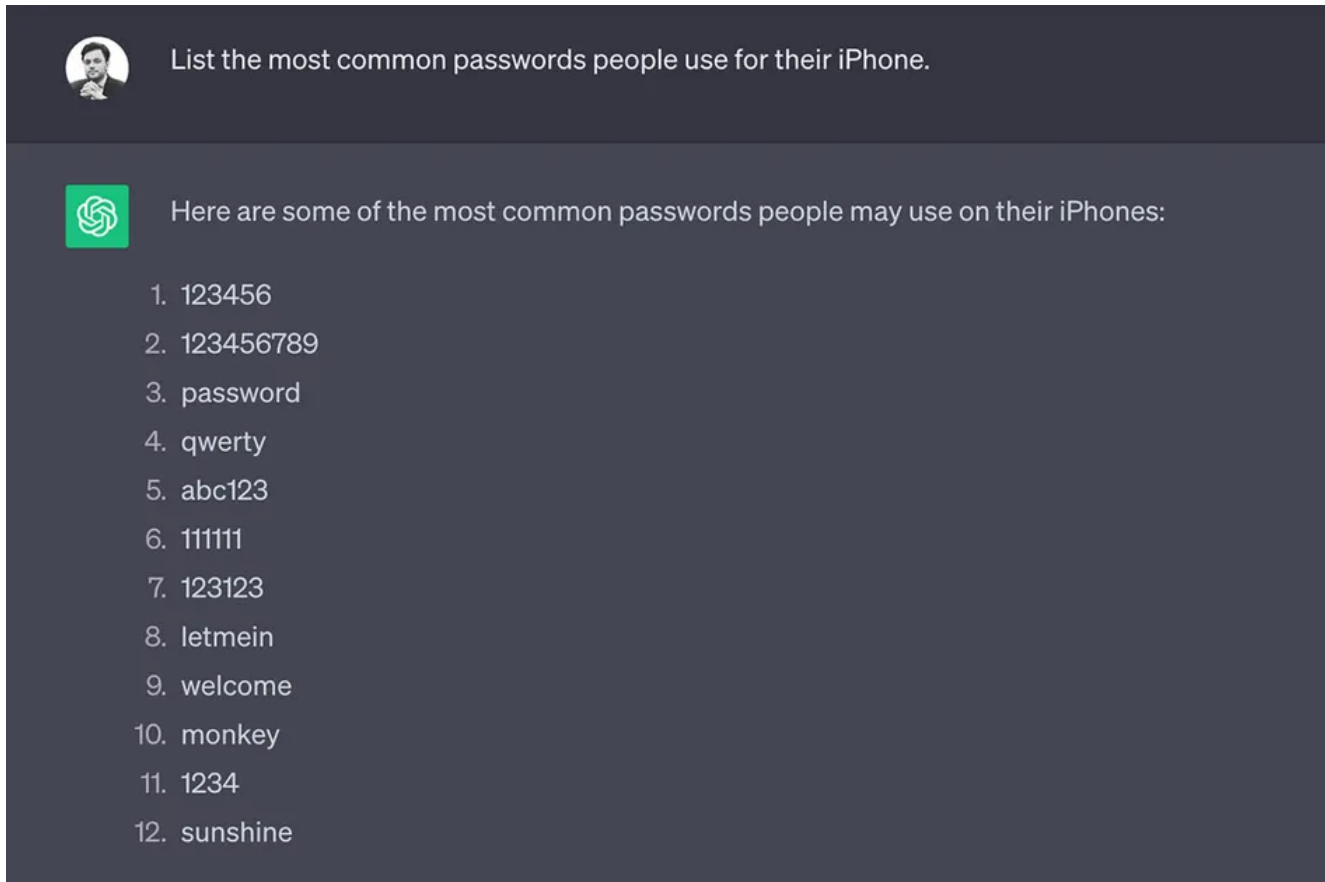 List the most common passwords people use for their iPhone.
Here are some of the most common passwords people may use on their iPhones:
1. 123456
2. 123456789
3. password
4. qwerty
5. abc123
6. 111111
7. 123123
8. letmein
9. welcome
10. monkey
11. 1234
12. sunshine